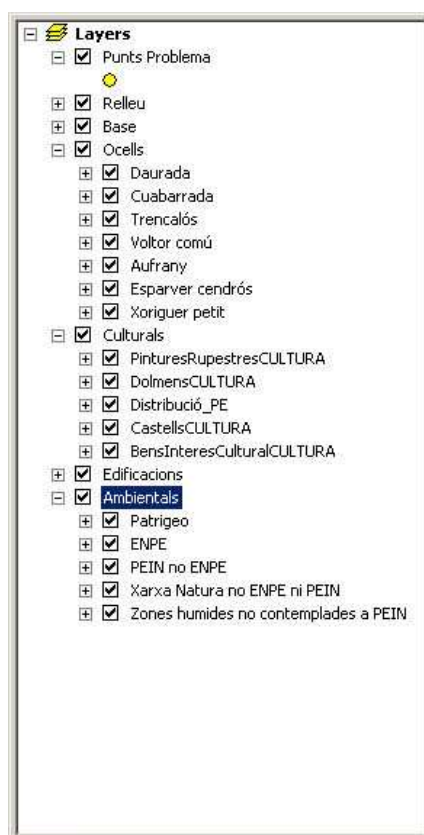 Layers
Punts Problema
Relleu
Base
Ocells
Daurada
Cuabarrada
Trencalós
Voltor comú
Aufrany
Esparver cendrós
Xoriguer petit
Culturals
PinturesRupestresCULTURA
DolmensCULTURA
Distribució_PE
CastellsCULTURA
BensInteresCulturalCULTURA
Edificacions
Ambientals
Patrigeo
ENPE
PEIN no ENPE
Xarxa Natura no ENPE ni PEIN
Zones humides no contemplades a PEIN